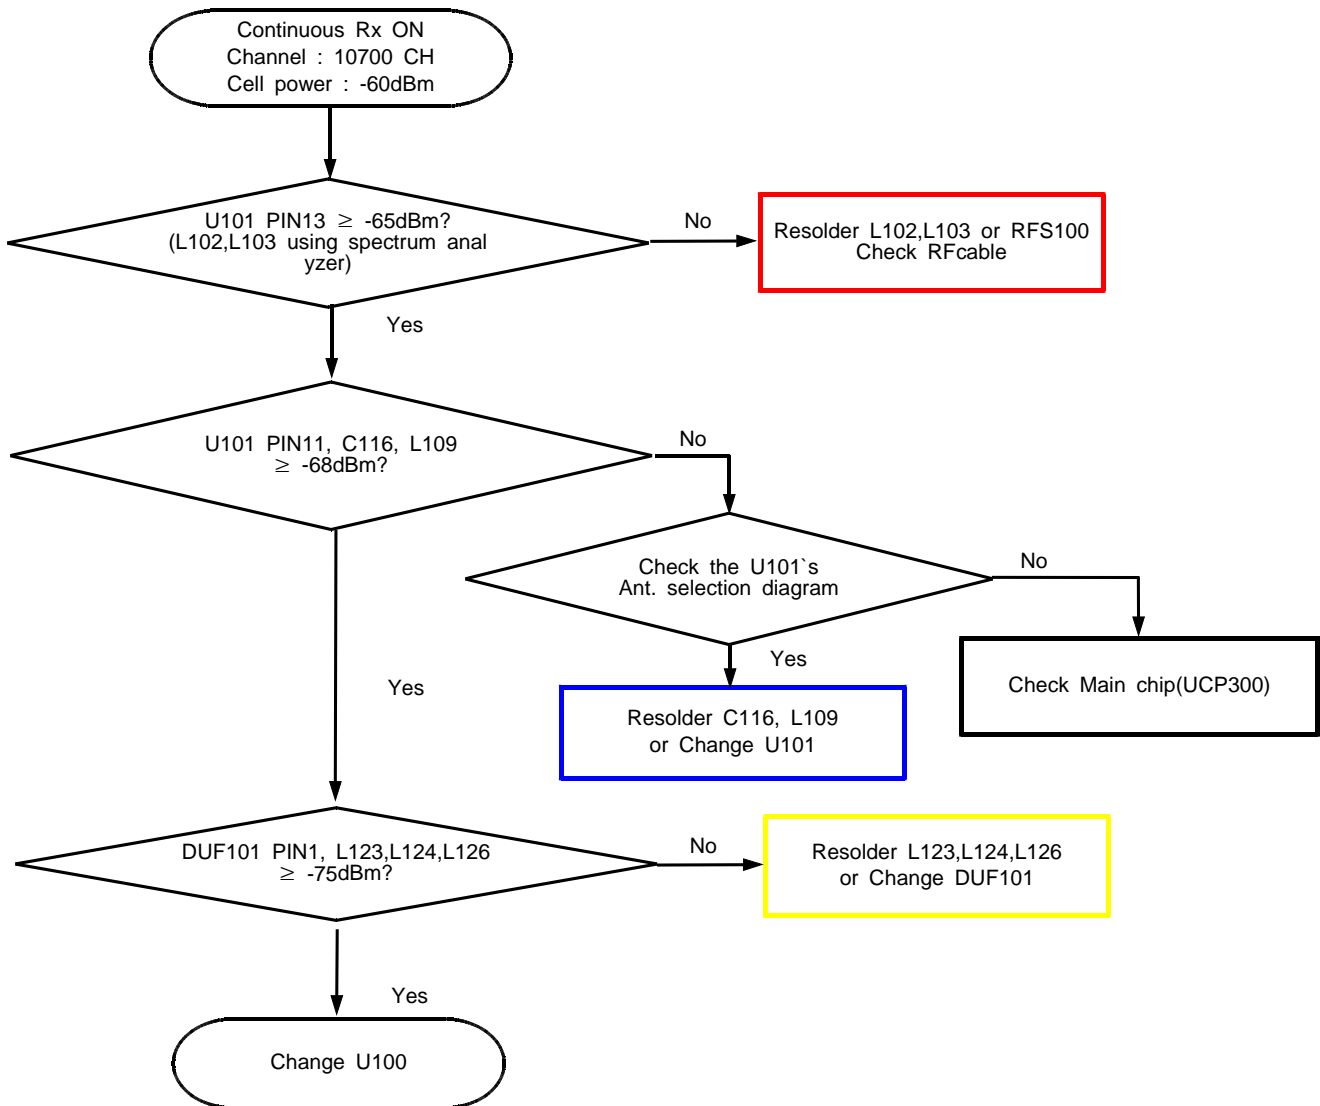 Continuous Rx ON
Channel : 10700 CH
Cell power : -60dBm
U101 PIN13 ≥ -65dBm?
(L102,L103 using spectrum anal
yzer)
No
Resolder L102,L103 or RFS100
Check RFcable
Yes
U101 PIN11, C116, L109
≥ -68dBm?
No
Check the U101`s
Ant. selection diagram
No
Yes
Check Main chip(UCP300)
Yes
Resolder C116, L109
or Change U101
DUF101 PIN1, L123,L124,L126
≥ -75dBm?
No
Resolder L123,L124,L126
or Change DUF101
Yes
Change U100